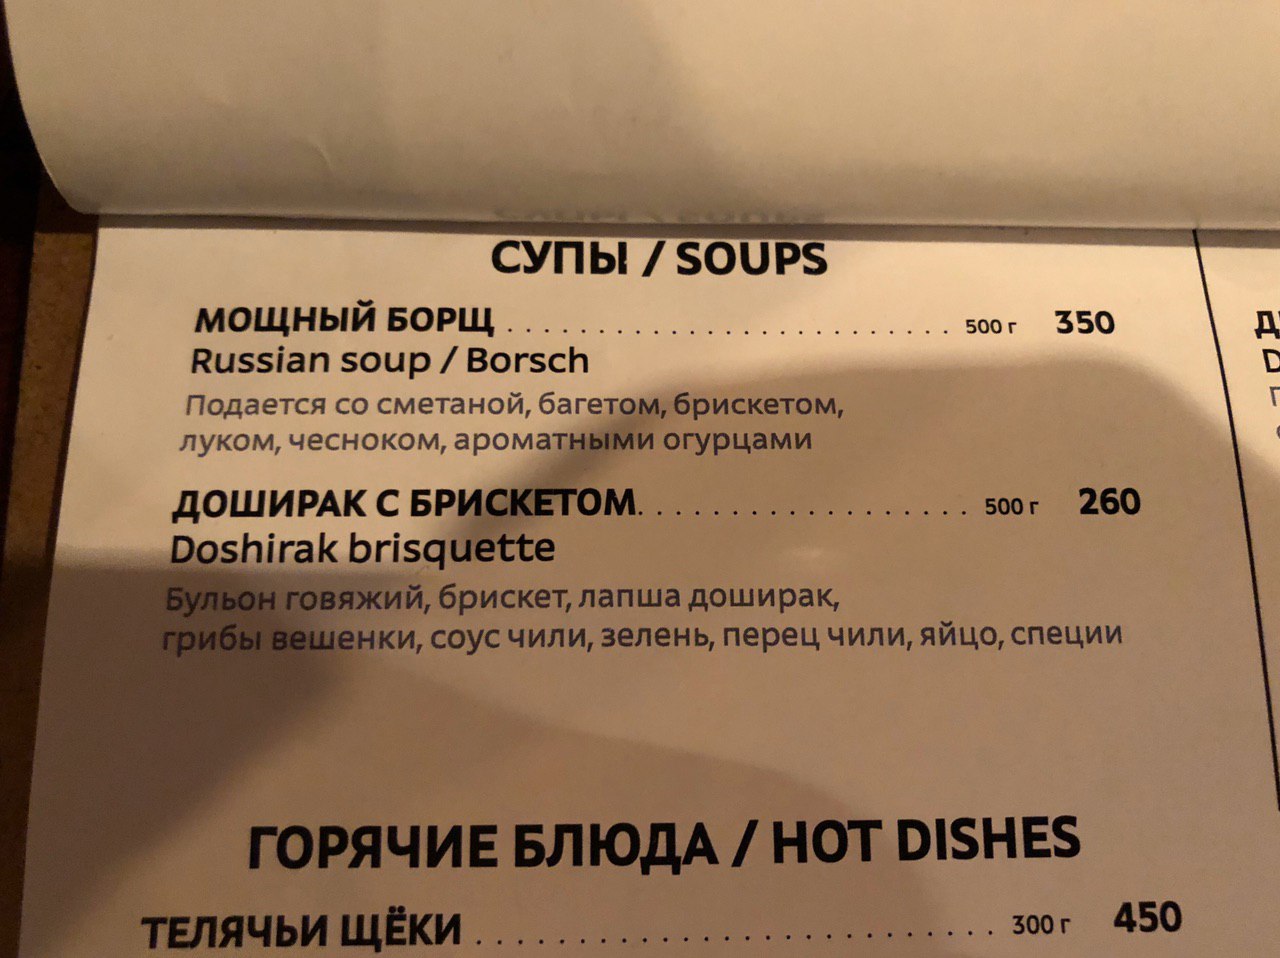 СУПЫ / SOUPS
МОЩНЫЙ БОРЩ . . . . . . . . . . . . . . . . . . . . . . . . . 500 г 350
Russian soup / Borsch
Подается со сметаной, багетом, брискетом,
луком, чесноком, ароматными огурцами
ДОШИРАК С БРИСКЕТОМ. . . . . . . . . . . . . . . . . . . 500 г 260
Doshirak brisquette
Бульон говяжий, брискет, лапша доширак,
грибы вешенки, соус чили, зелень, перец чили, яйцо, специи
ГОРЯЧИЕ БЛЮДА / HOT DISHES
ТЕЛЯЧЬИ ЩЁКИ . . . . . . . . . . . . . . . . . . . . . . . . . 300 г 450